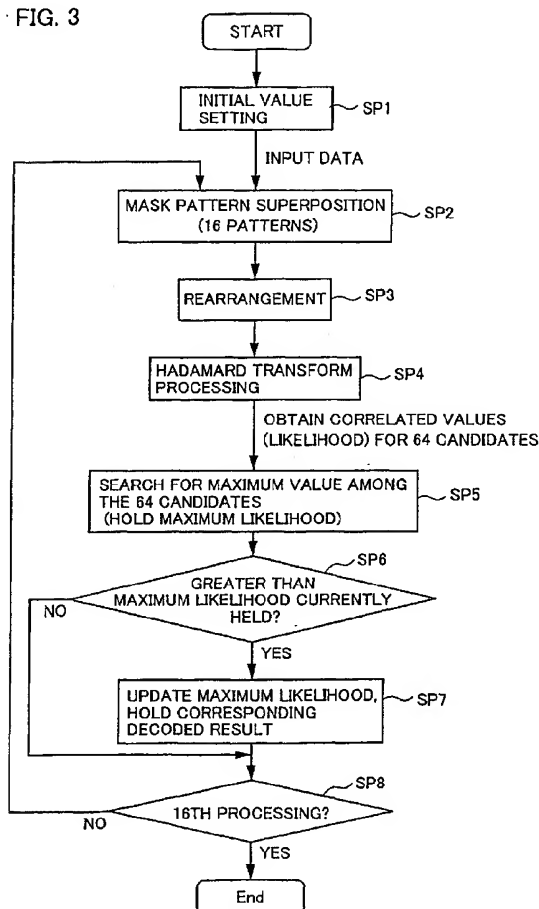 FIG. 3
START
INITIAL VALUE
SETTING
SP1
INPUT DATA
MASK PATTERN SUPERPOSITION
(16 PATTERNS)
SP2
REARRANGEMENT
SP3
HADAMARD TRANSFORM
PROCESSING
SP4
OBTAIN CORRELATED VALUES
(LIKELIHOOD) FOR 64 CANDIDATES
SEARCH FOR MAXIMUM VALUE AMONG
THE 64 CANDIDATES
(HOLD MAXIMUM LIKELIHOOD)
SP5
SP6
GREATER THAN
MAXIMUM LIKELIHOOD CURRENTLY
HELD?
NO
YES
UPDATE MAXIMUM LIKELIHOOD,
HOLD CORRESPONDING
DECODED RESULT
SP7
SP8
16TH PROCESSING?
NO
YES
End